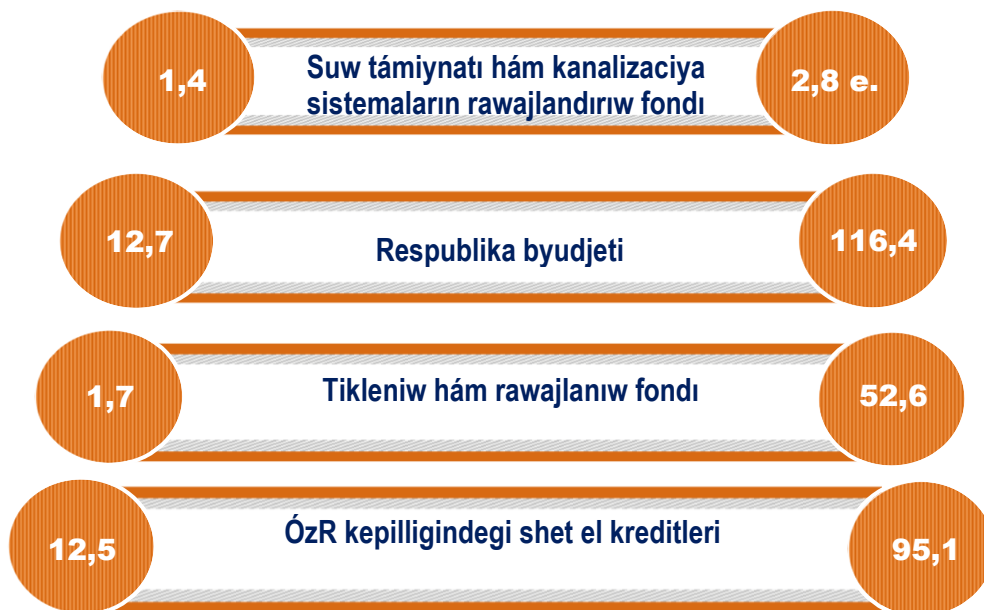 1,4
Suw támiynatı hám kanalizaciya
sistemaların rawajlandırıw fondı
2,8 e.
12,7
Respublika byudjeti
116,4
1,7
Tikleniw hám rawajlanıw fondı
52,6
12,5
ÓzR kepilligindegi shet el kreditleri
95,1